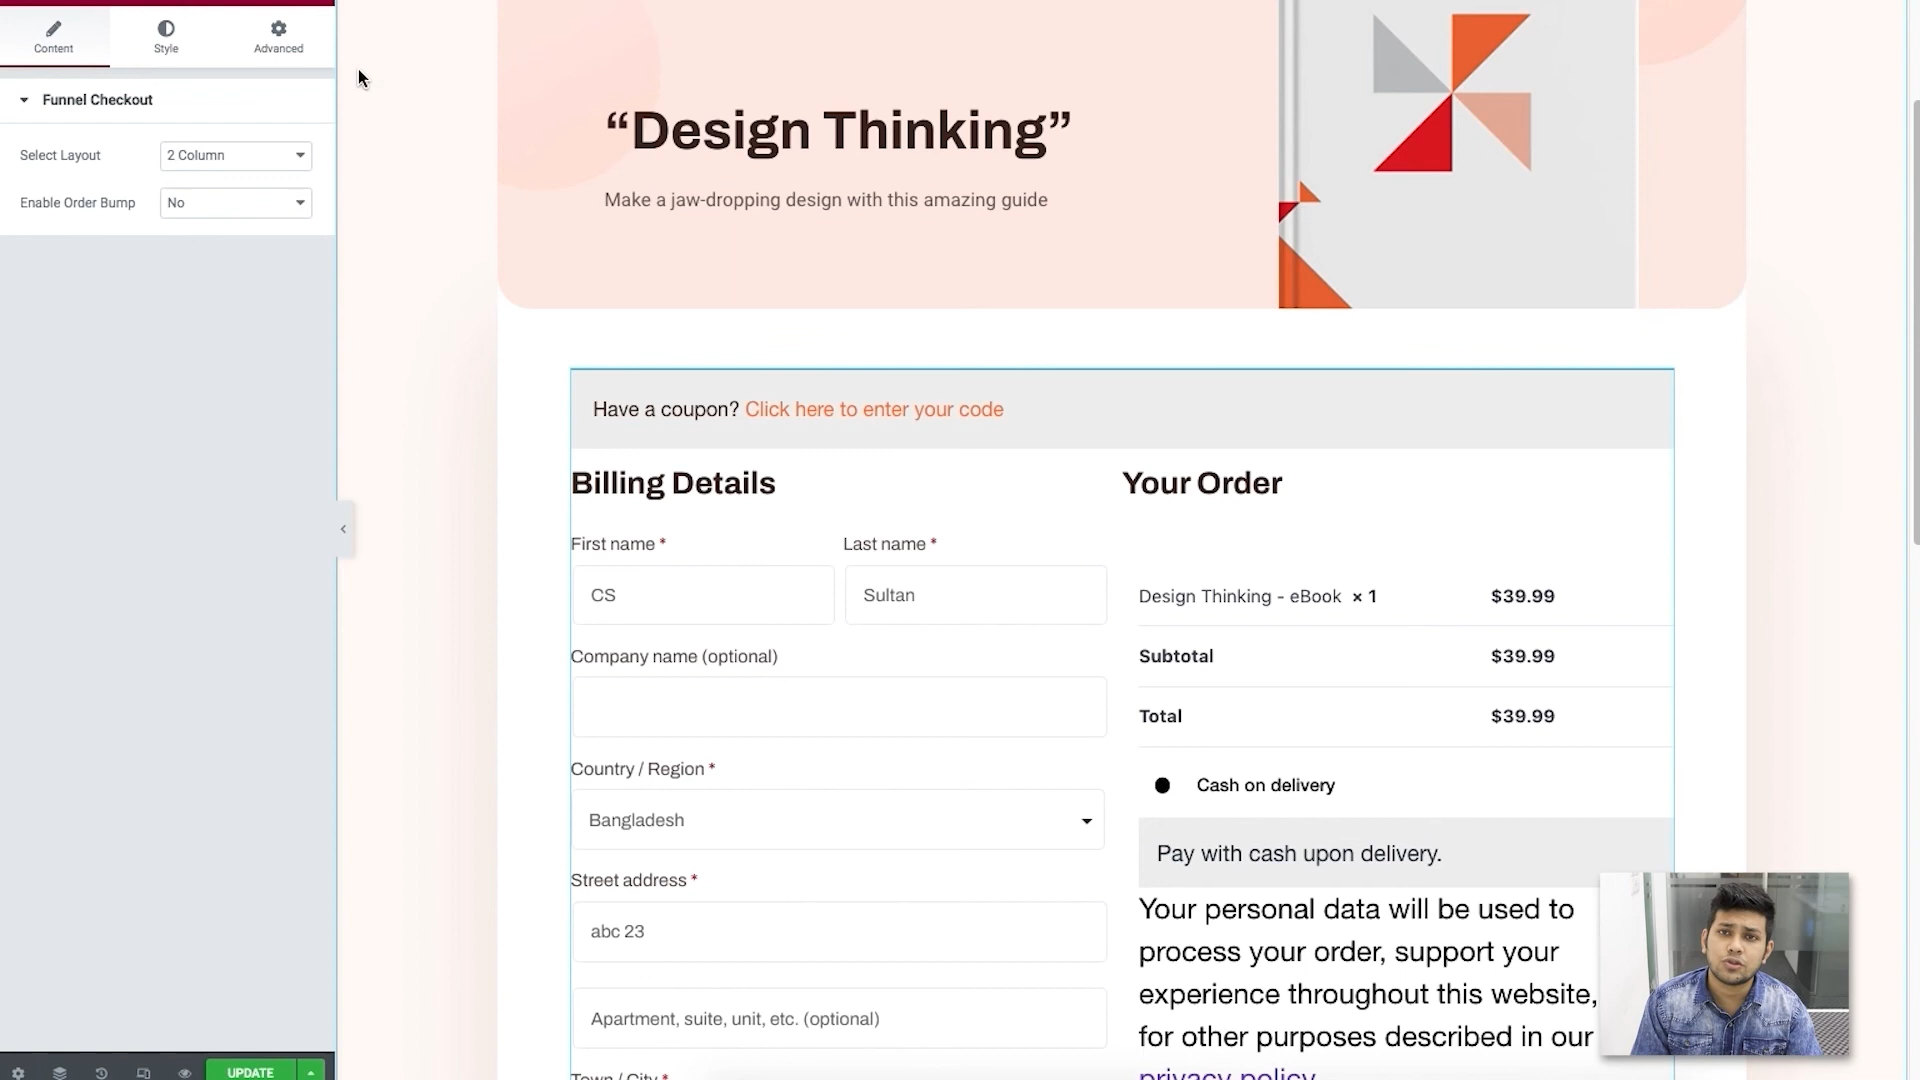 Content
Style
Advanced
Funnel Checkout
Select Layout
2 Column
Enable Order Bump
No
UPDATE
“Design Thinking”
Make a jaw-dropping design with this amazing guide
Have a coupon? Click here to enter your code
Billing Details
First name *
Last name *
CS
Sultan
Company name (optional)
Country / Region *
Bangladesh
Street address *
abc 23
Apartment, suite, unit, etc. (optional)
Town / City *
Your Order
Design Thinking - eBook × 1 $39.99
Subtotal $39.99
Total $39.99
Cash on delivery
Pay with cash upon delivery.
Your personal data will be used to
process your order, support your
experience throughout this website,
for other purposes described in our
privacy policy